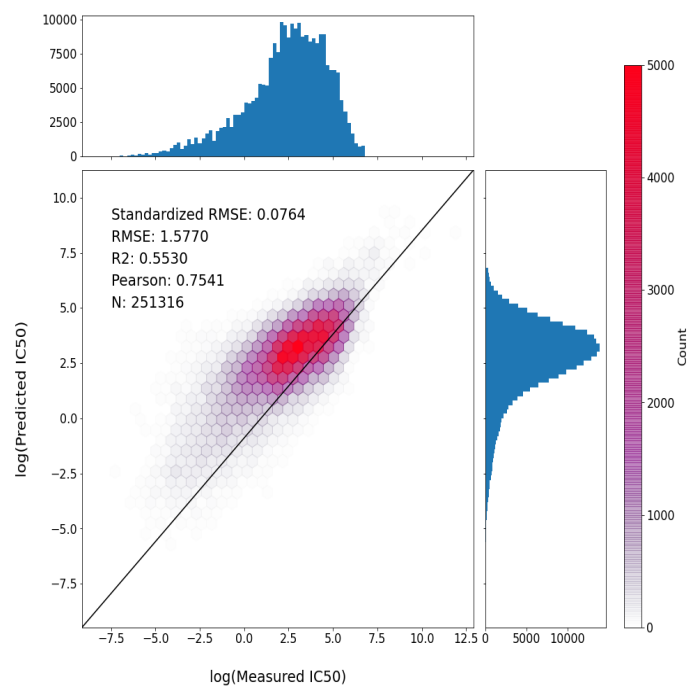 10000
7500
5000
2500
0
5000
4000
3000
2000
1000
0
Count
10.0
7.5
5.0
2.5
0.0
−2.5
−5.0
−7.5
log(Predicted IC50)
Standardized RMSE: 0.0764
RMSE: 1.5770
R2: 0.5530
Pearson: 0.7541
N: 251316
−7.5 −5.0 −2.5 0.0 2.5 5.0 7.5 10.0 12.5
0 5000 10000
log(Measured IC50)